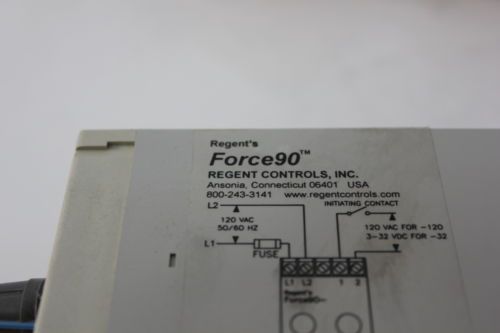 Regent's
Force90™
REGENT CONTROLS, INC.
Ansonia, Connecticut 06401 USA
800-243-3141 www.regentcontrols.com
L2 INITIATING CONTACT
120 VAC
50/60 HZ
120 VAC FOR -120
3-32 VDC FOR -32
L1
FUSE
L1 L2 1 2
Regent's
Force90™